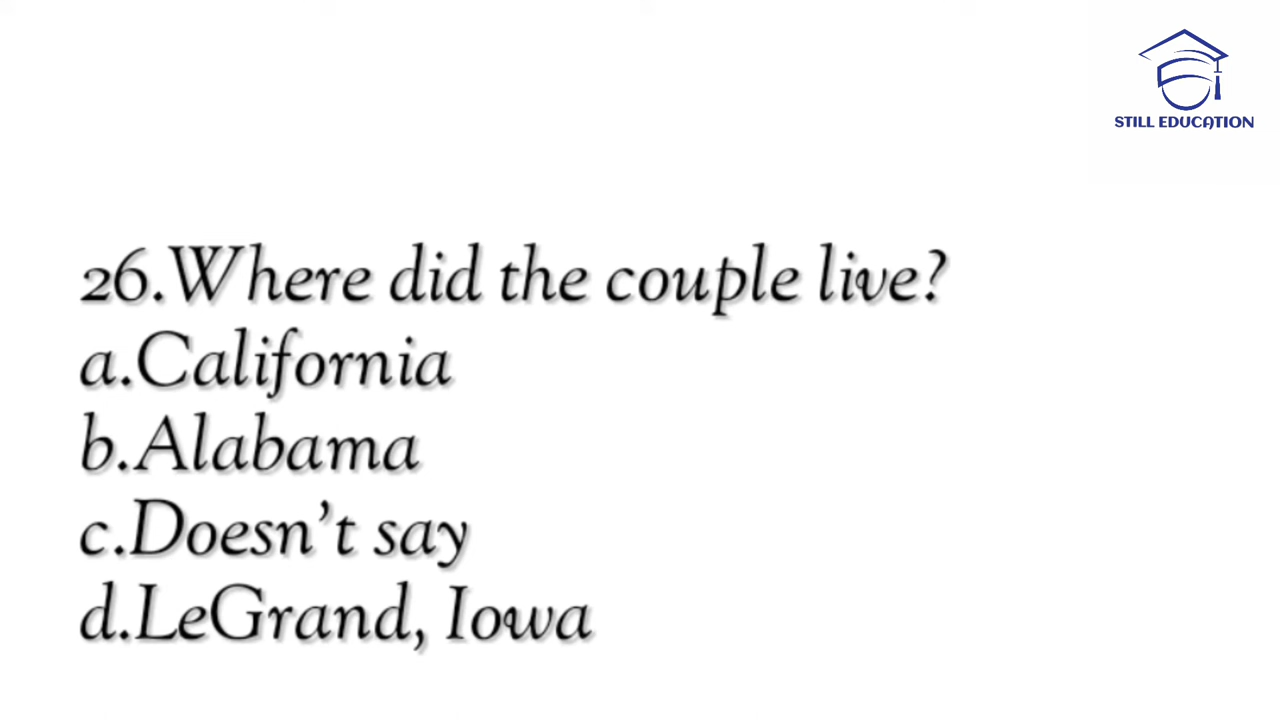 STILL EDUCATION
26.Where did the couple live?
a.California
b.Alabama
c.Doesn't say
d.LeGrand, Iowa